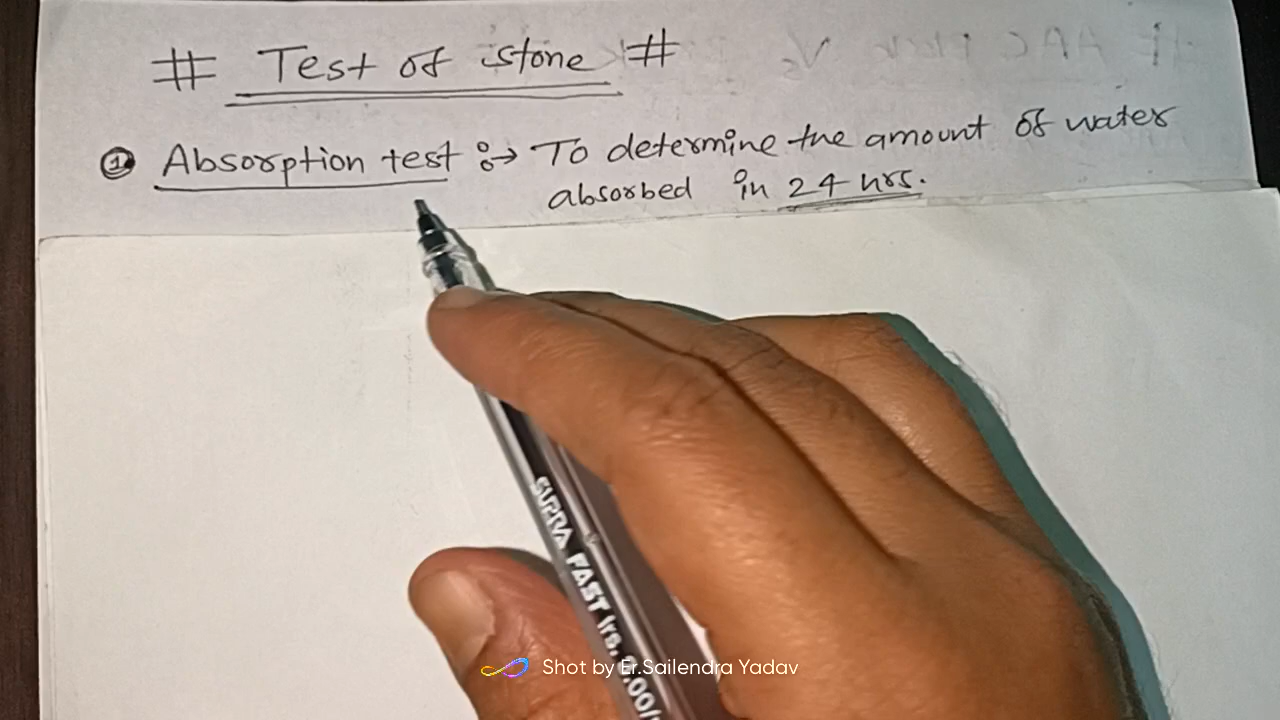 # Test of stone #
① Absorption test :→ To determine the amount of water
absorbed in 24 hrs.
SUPRA FAST
Shot by Er.Sailendra Yadav